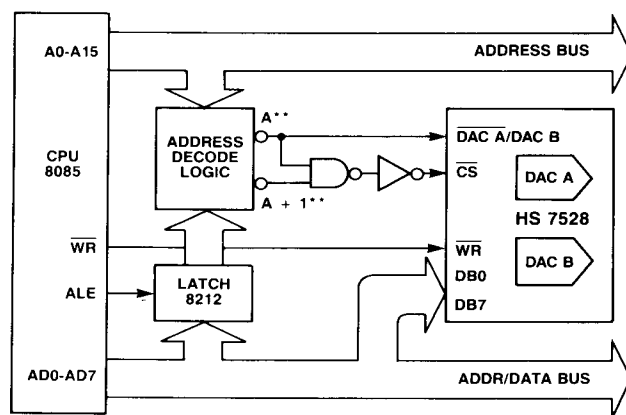 A0-A15
ADDRESS BUS
A**
ADDRESS
DECODE
LOGIC
DAC A/DAC B
CPU
8085
CS
DAC A
A + 1**
HS 7528
WR
WR
DAC B
DB0
LATCH
8212
ALE
DB7
AD0-AD7
ADDR/DATA BUS